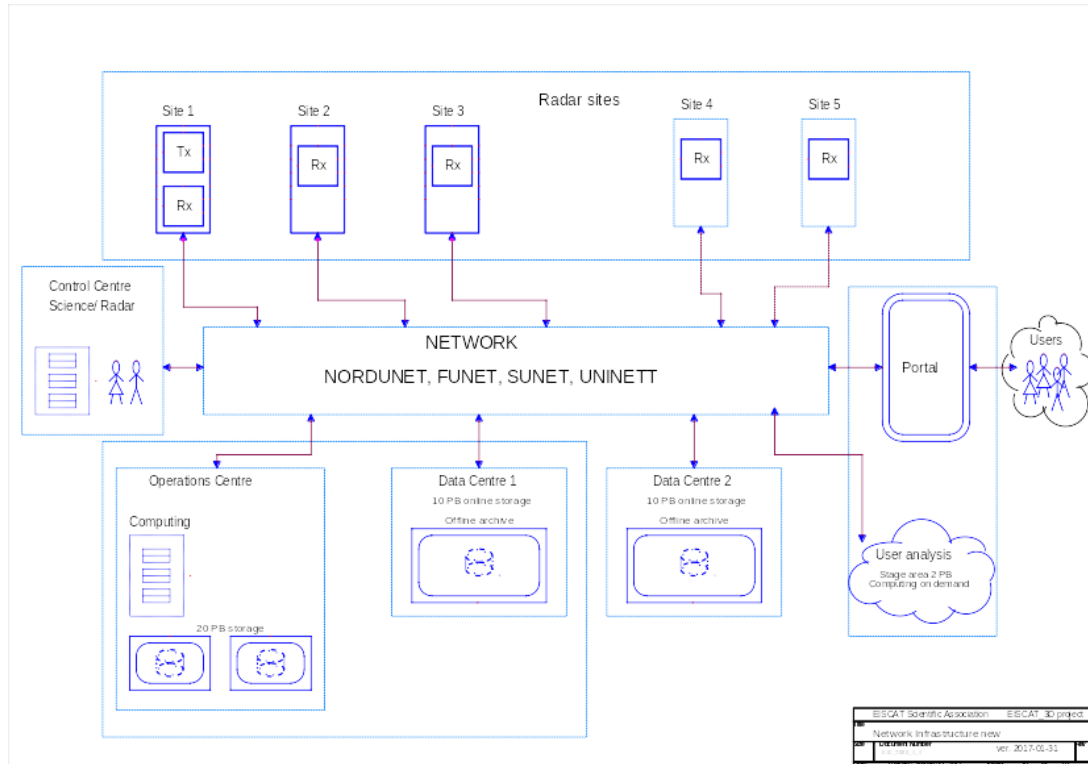 Radar sites
Site 1
Site 2
Site 3
Site 4
Site 5
Tx
Rx
Rx
Rx
Rx
Rx
Control Centre
Science/ Radar
NETWORK
NORDUNET, FUNET, SUNET, UNINETT
Portal
Users
Operations Centre
Computing
20 PB storage
Data Centre 1
10 PB online storage
Offline archive
Data Centre 2
10 PB online storage
Offline archive
User analysis
Stage area 2 PB
Computing on demand
EISCAT Scientific Association EISCAT_3D project
Title
Network Infrastructure new
Size Document Number
ver. 2017-01-31